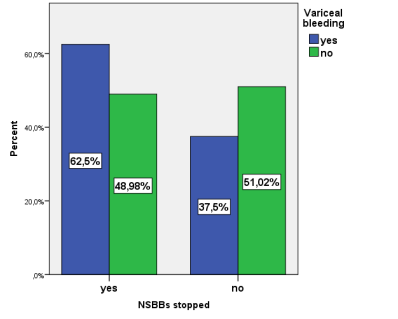 Variceal
bleeding
yes
no
60,0%
40,0%
20,0%
,0%
Percent
62,5%
48,98%
37,5%
51,02%
yes
no
NSBBs stopped